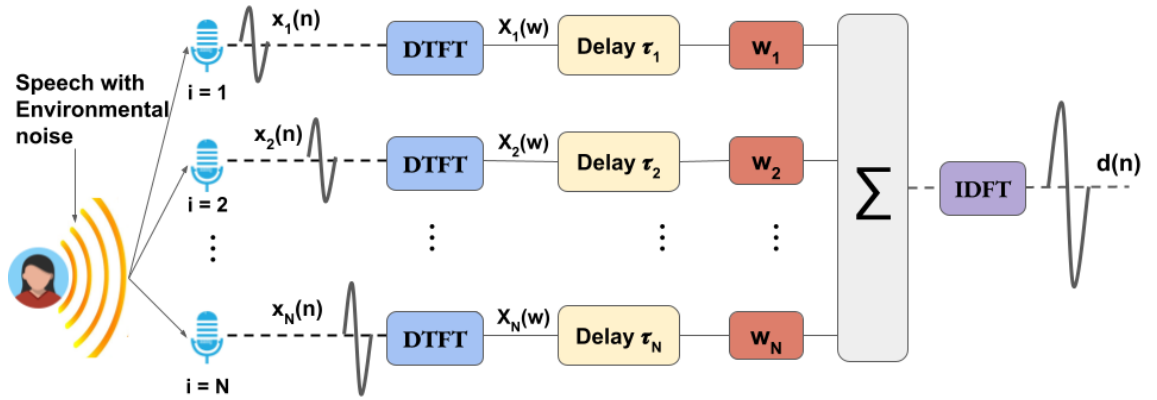 Speech with
Environmental
noise
x₁(n)
i = 1
DTFT
X₁(w)
Delay τ₁
w₁
x₂(n)
i = 2
DTFT
X₂(w)
Delay τ₂
w₂
⋮
⋮
⋮
⋮
x_N(n)
i = N
DTFT
X_N(w)
Delay τ_N
w_N
∑
IDFT
d(n)